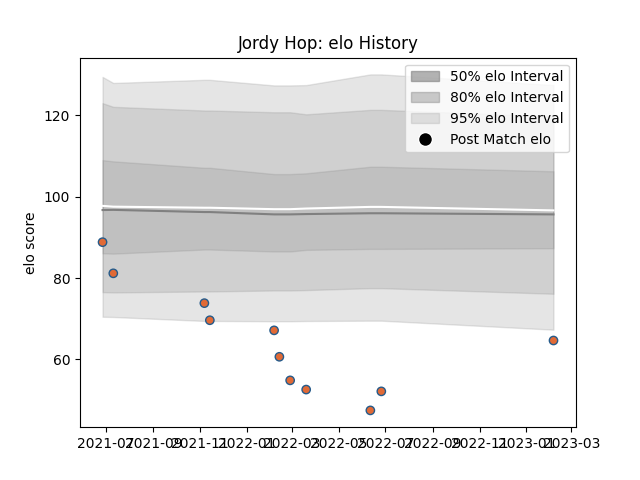 Jordy Hop: elo History
50% elo Interval
80% elo Interval
95% elo Interval
Post Match elo
elo score
120
100
80
60
2021-07 2021-09 2021-11 2022-01 2022-03 2022-05 2022-07 2022-09 2022-11 2023-01 2023-03